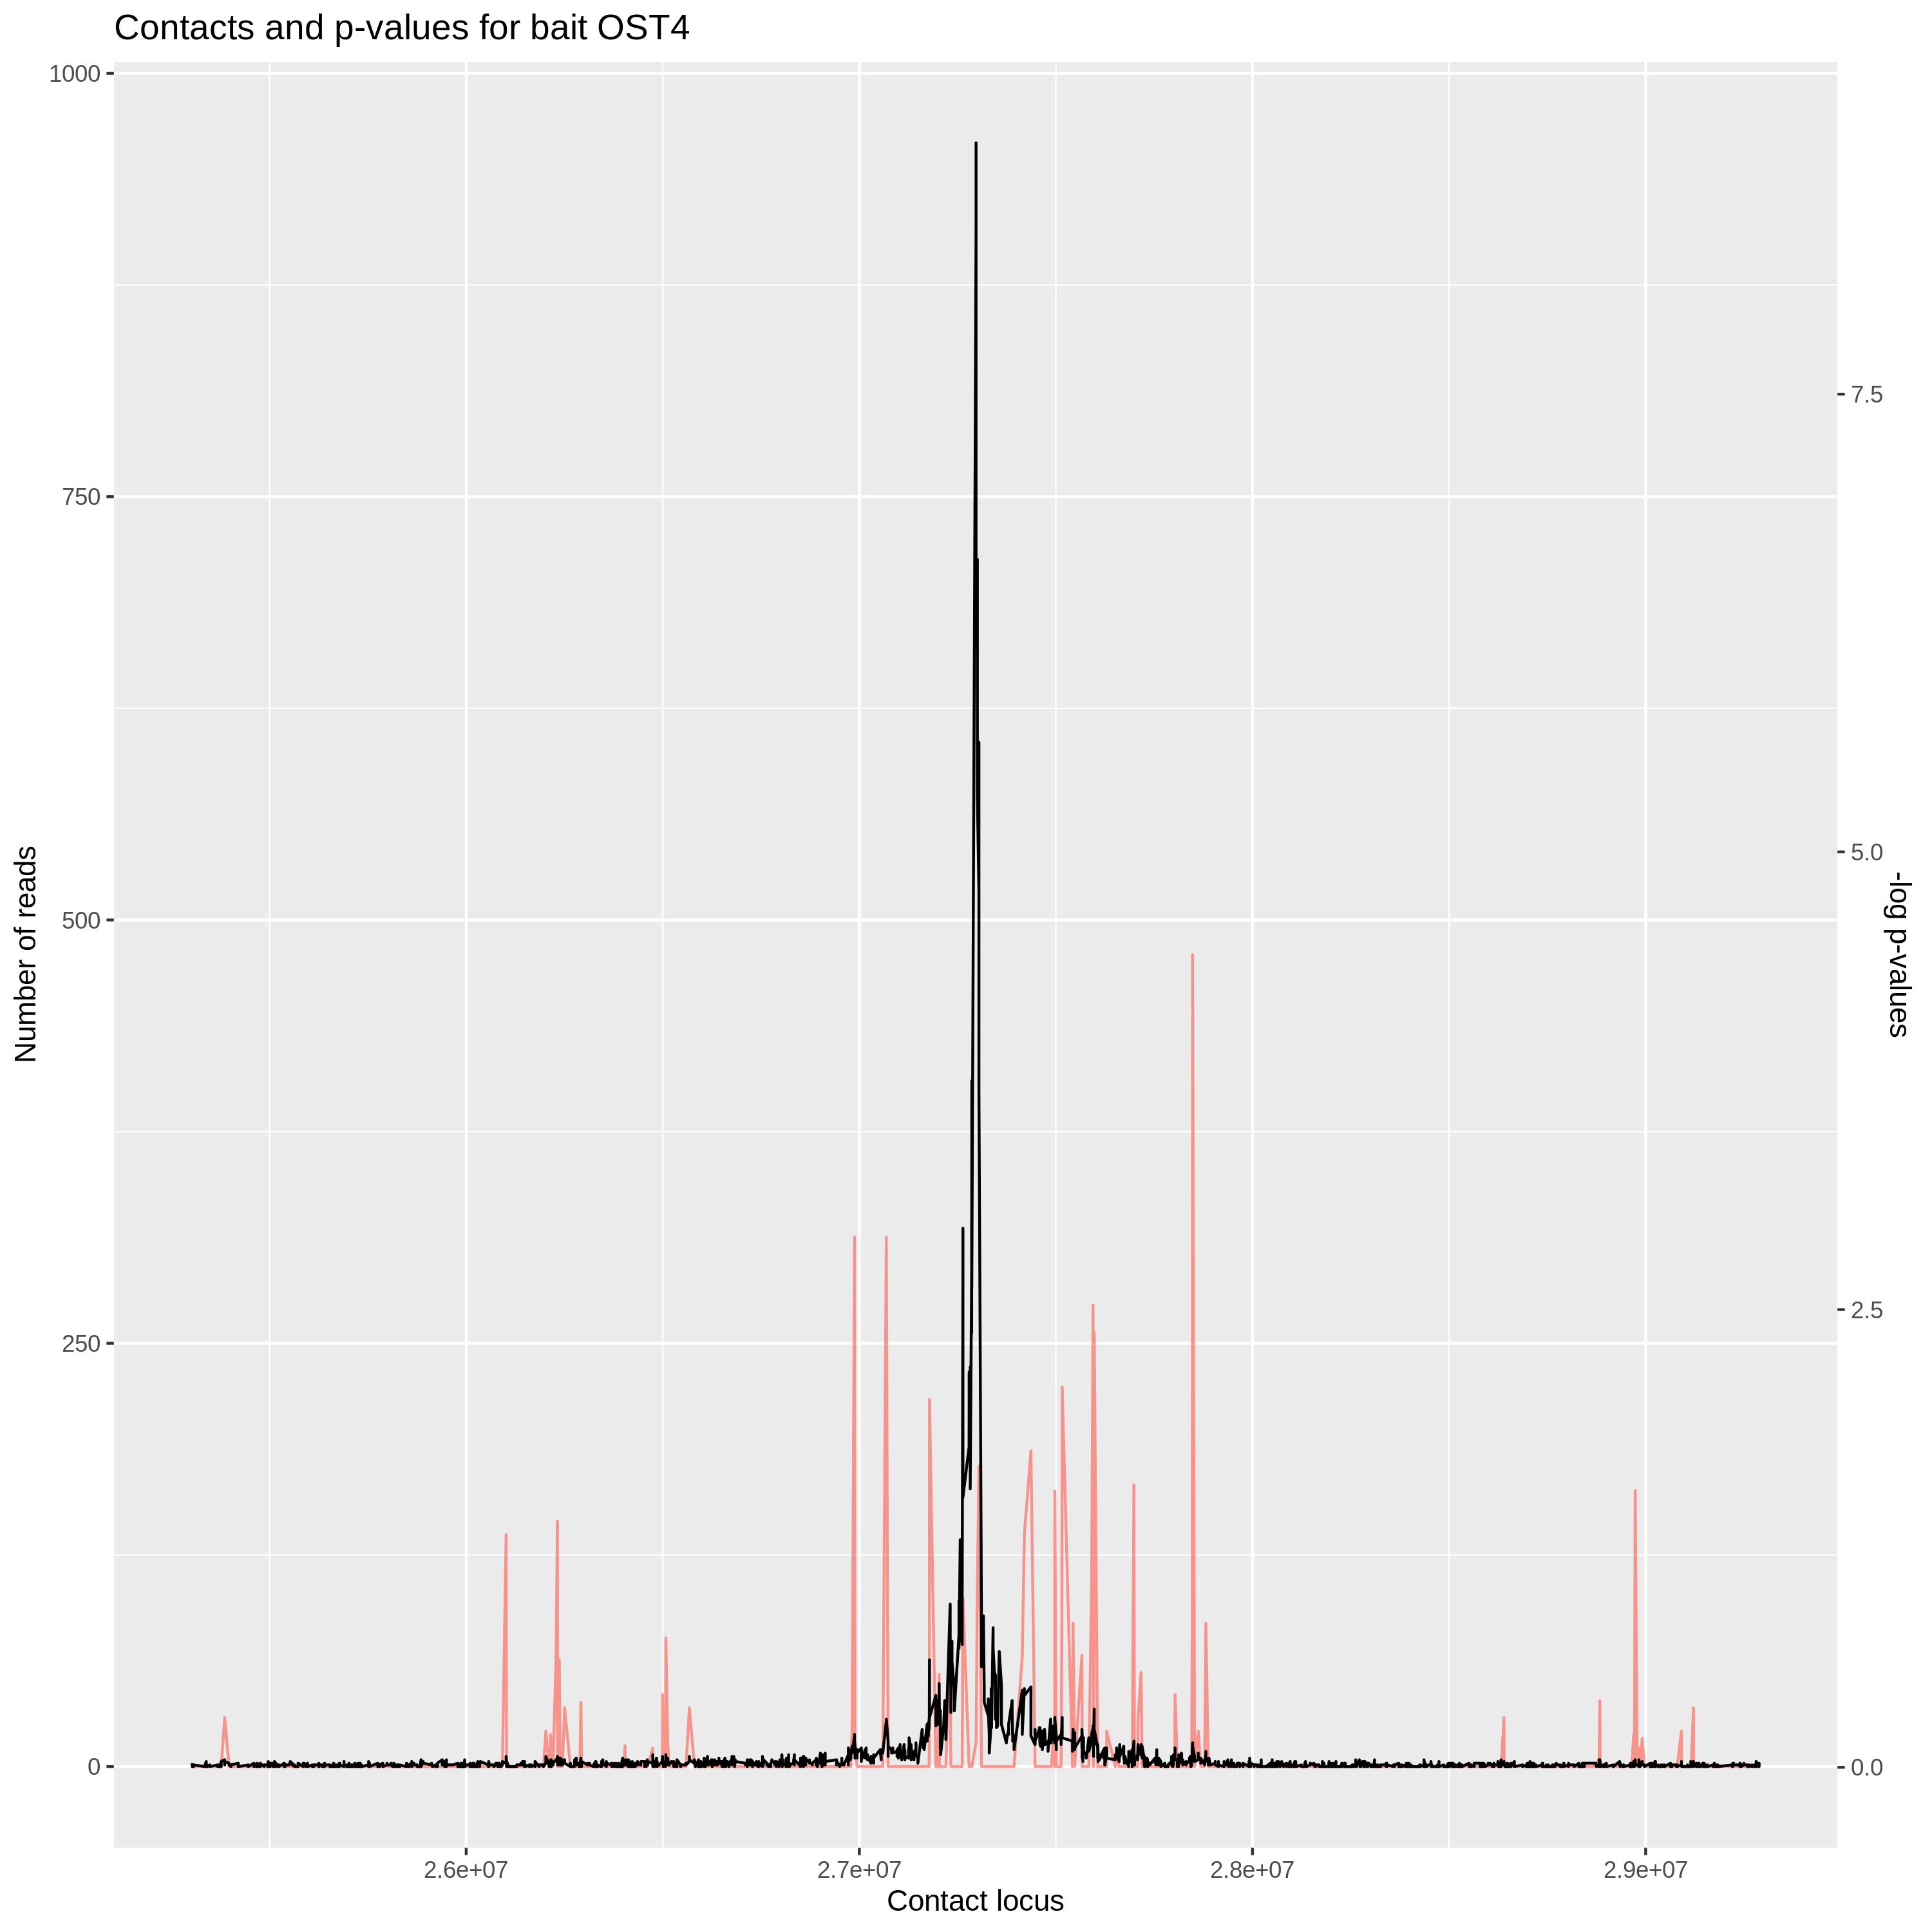 Contacts and p-values for bait OST4
1000
750
500
250
0
Number of reads
7.5
5.0
2.5
0.0
-log p-values
2.6e+07
2.7e+07
2.8e+07
2.9e+07
Contact locus